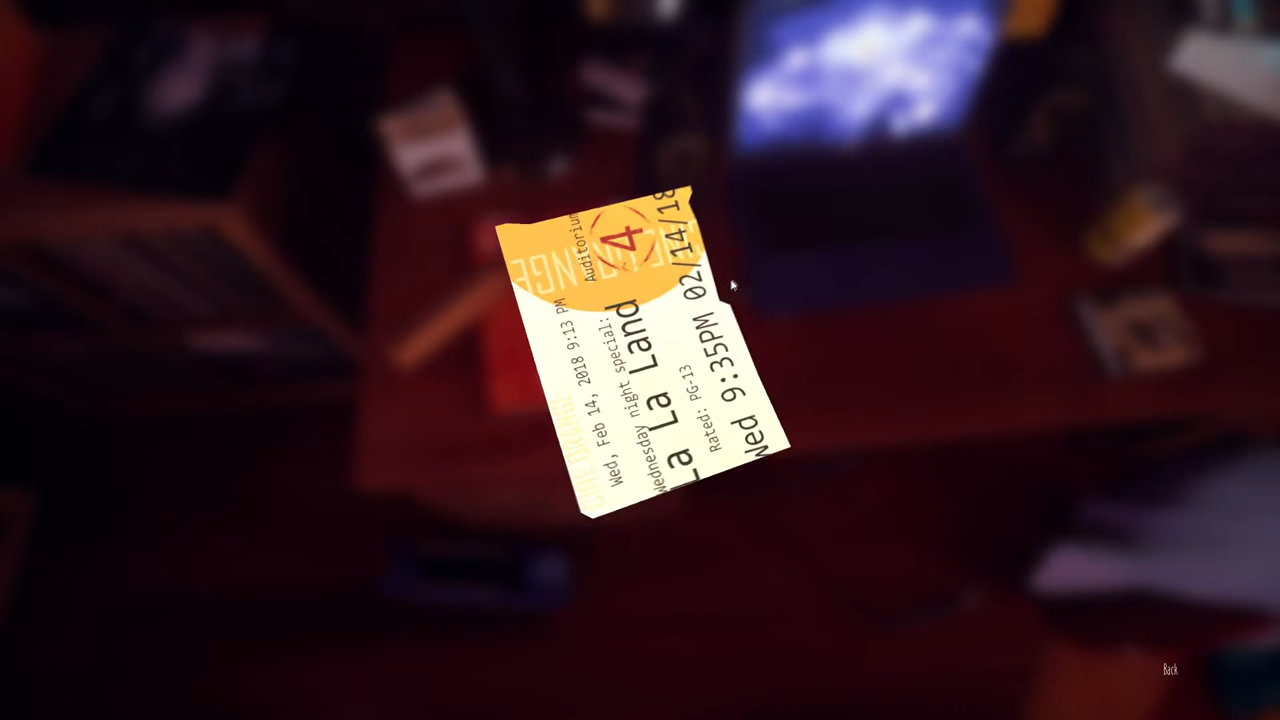 CINEORANGE
Wed, Feb 14, 2018 9:13 PM
Auditorium
4
Wednesday night special:
La La Land
Rated: PG-13
Wed 9:35PM 02/14/18
Back